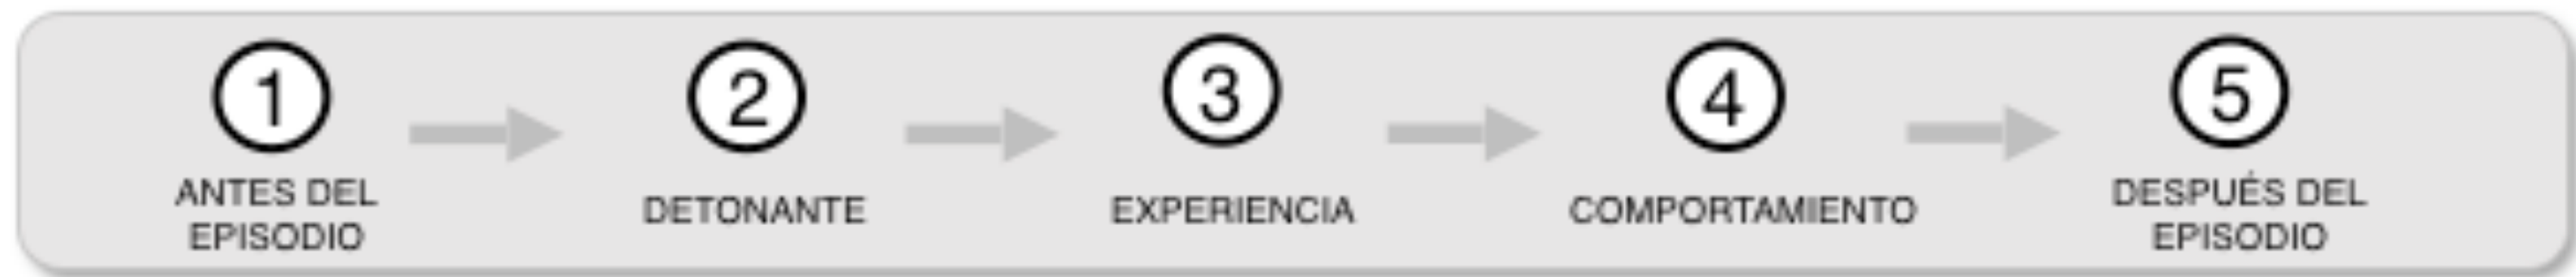 1
ANTES DEL
EPISODIO
2
DETONANTE
3
EXPERIENCIA
4
COMPORTAMIENTO
5
DESPUÉS DEL
EPISODIO